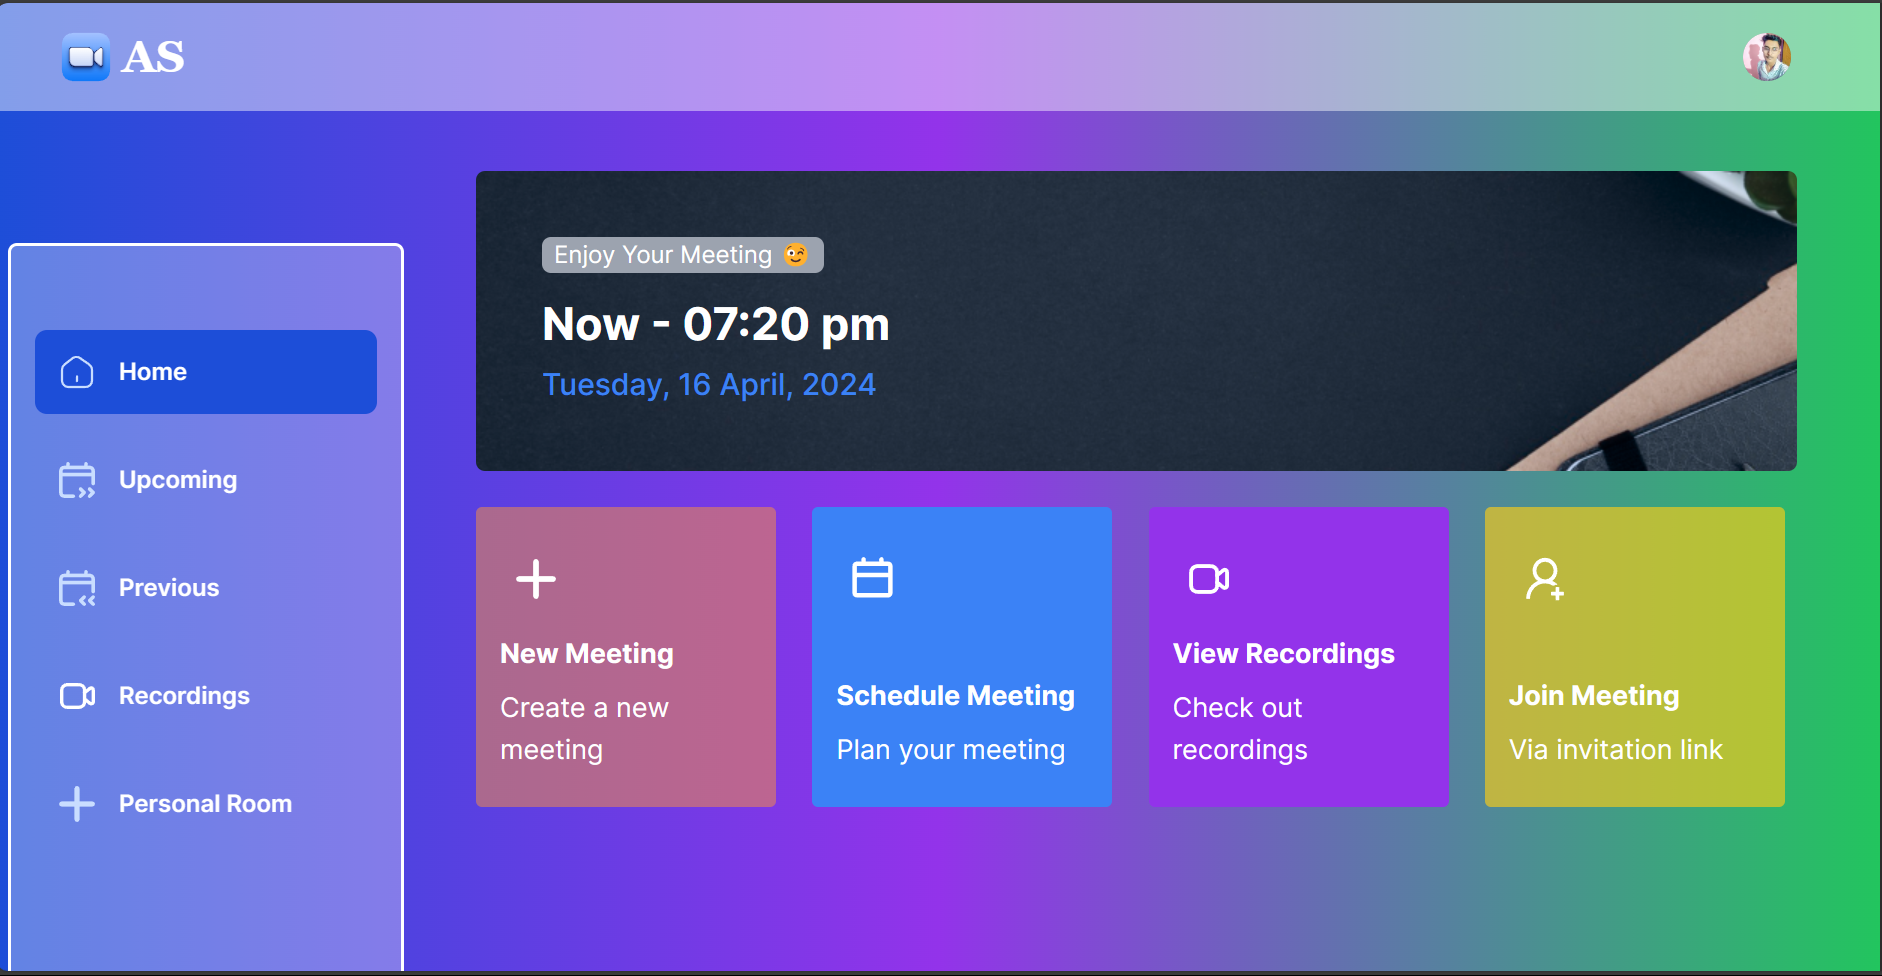 AS
Home
Upcoming
Previous
Recordings
Personal Room
Enjoy Your Meeting 😉
Now - 07:20 pm
Tuesday, 16 April, 2024
New Meeting
Create a new
meeting
Schedule Meeting
Plan your meeting
View Recordings
Check out
recordings
Join Meeting
Via invitation link